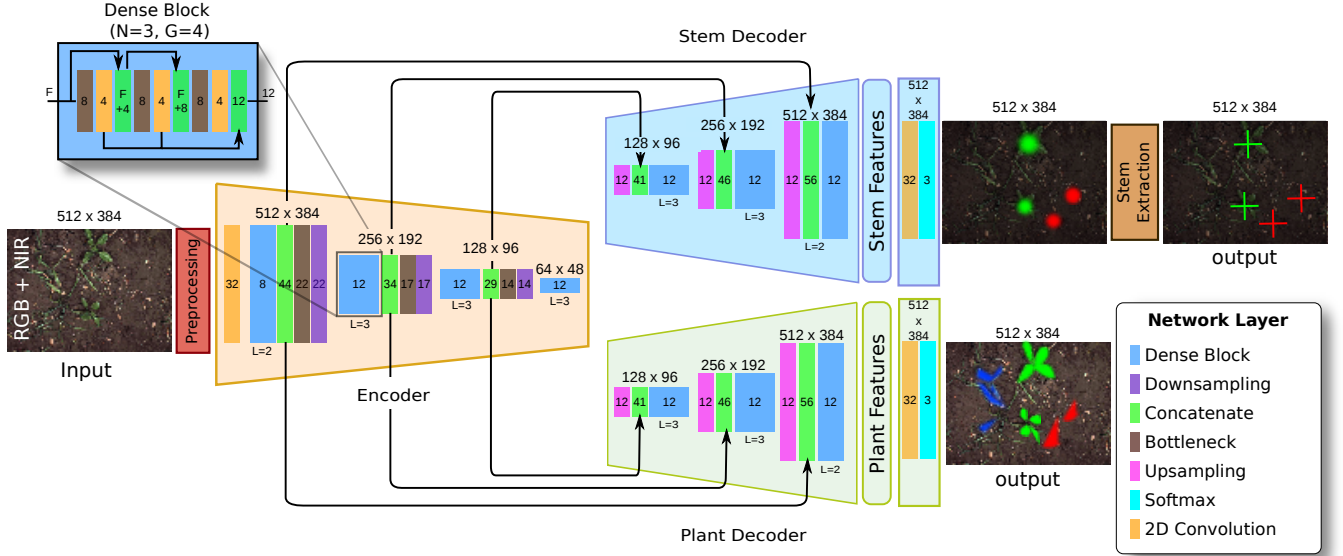 Dense Block
(N=3, G=4)
F
8
4
F
+4
8
4
F
+8
8
4
12
12
Stem Decoder
512 x 384
RGB + NIR
Input
Preprocessing
512 x 384
32
8
44
22
22
L=2
256 x 192
12
34
17
17
L=3
128 x 96
12
29
14
14
L=3
64 x 48
12
L=3
Encoder
128 x 96
12
41
12
L=3
256 x 192
12
46
12
L=3
512 x 384
12
56
12
L=2
Stem Features
512
x
384
32
3
512 x 384
Stem
Extraction
512 x 384
output
128 x 96
12
41
12
L=3
256 x 192
12
46
12
L=3
512 x 384
12
56
12
L=2
Plant Features
512
x
384
32
3
512 x 384
output
Plant Decoder
Network Layer
Dense Block
Downsampling
Concatenate
Bottleneck
Upsampling
Softmax
2D Convolution